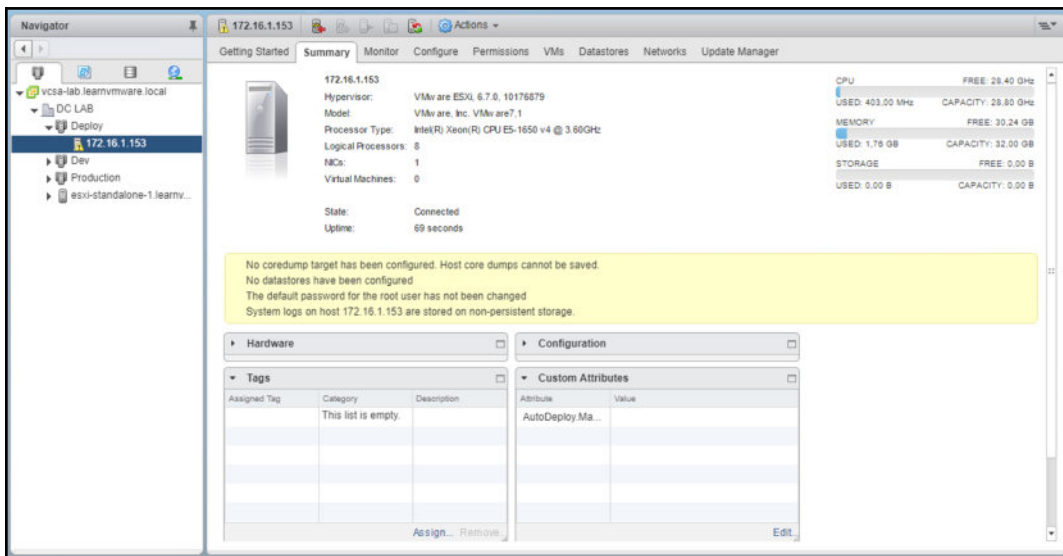 Navigator
172.16.1.153
Actions
Getting Started Summary Monitor Configure Permissions VMs Datastores Networks Update Manager
vcsa-lab.learnvmware.local
DC LAB
Deploy
172.16.1.153
Dev
Production
esxi-standalone-1.learnv...
172.16.1.153
Hypervisor: VMware ESXi, 6.7.0, 10176879
Model: VMware, Inc. VMware7,1
Processor Type: Intel(R) Xeon(R) CPU E5-1650 v4 @ 3.60GHz
Logical Processors: 8
NICs: 1
Virtual Machines: 0
State: Connected
Uptime: 69 seconds
CPU FREE: 28.40 GHz
USED: 403.00 MHz CAPACITY: 28.80 GHz
MEMORY FREE: 30.24 GB
USED: 1.76 GB CAPACITY: 32.00 GB
STORAGE FREE: 0.00 B
USED: 0.00 B CAPACITY: 0.00 B
No coredump target has been configured. Host core dumps cannot be saved.
No datastores have been configured
The default password for the root user has not been changed
System logs on host 172.16.1.153 are stored on non-persistent storage.
Hardware
Configuration
Tags
Assigned Tag Category Description
This list is empty.
Assign... Remove...
Custom Attributes
Attribute Value
AutoDeploy.Ma...
Edit...